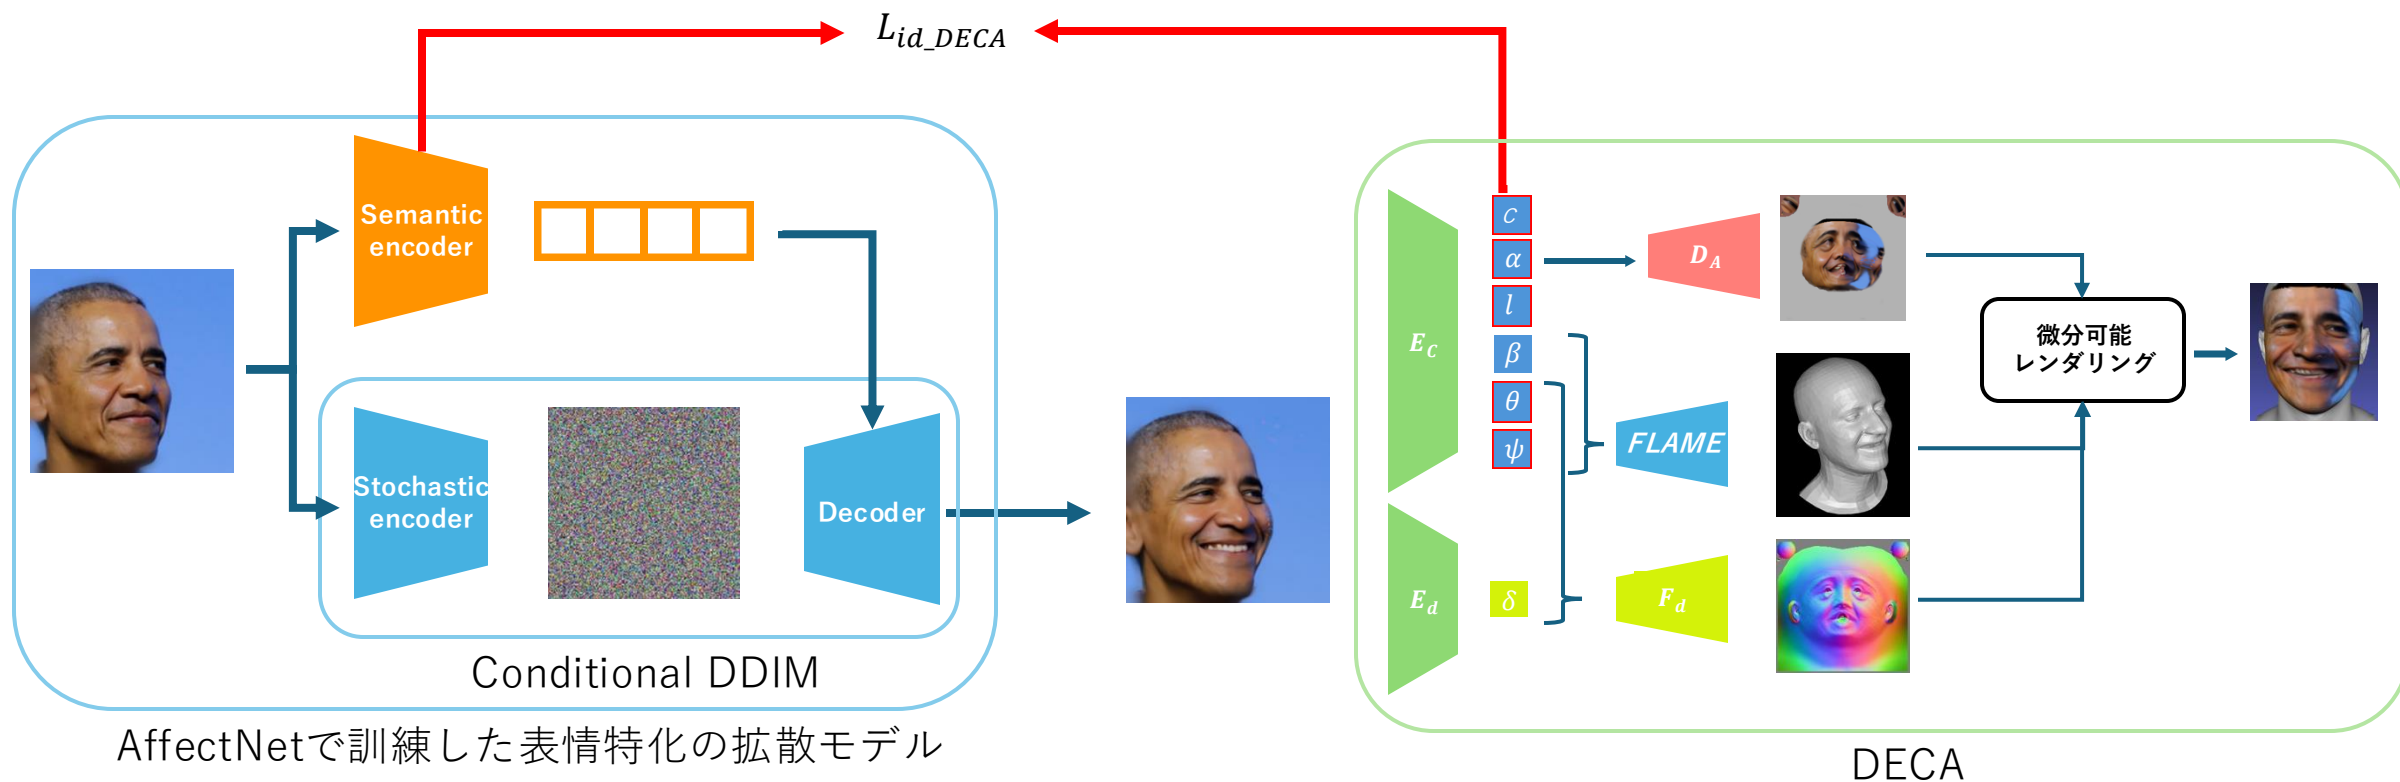 L_{id_DECA}
Semantic
encoder
Stochastic
encoder
Decoder
Conditional DDIM
AffectNetで訓練した表情特化の拡散モデル
E_C
E_d
c
α
l
β
θ
ψ
δ
D_A
FLAME
F_d
微分可能
レンダリング
DECA